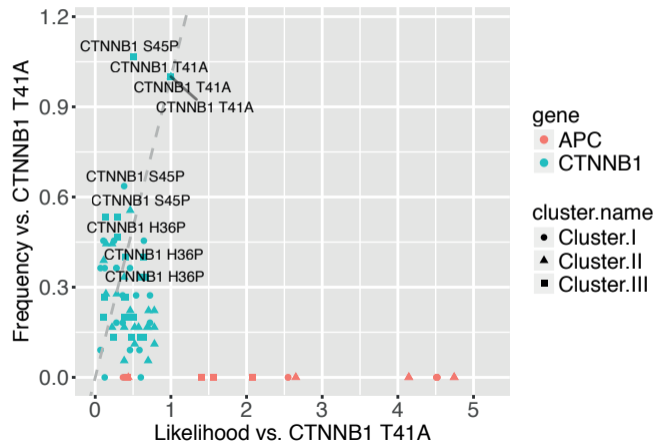 Frequency vs. CTNNB1 T41A
1.2
0.9
0.6
0.3
0.0
CTNNB1 S45P
CTNNB1 T41A
CTNNB1 T41A
CTNNB1 T41A
CTNNB1 S45P
CTNNB1 S45P
CTNNB1 H36P
CTNNB1 H36P
CTNNB1 H36P
0 1 2 3 4 5
Likelihood vs. CTNNB1 T41A
gene
APC
CTNNB1
cluster.name
Cluster.I
Cluster.II
Cluster.III